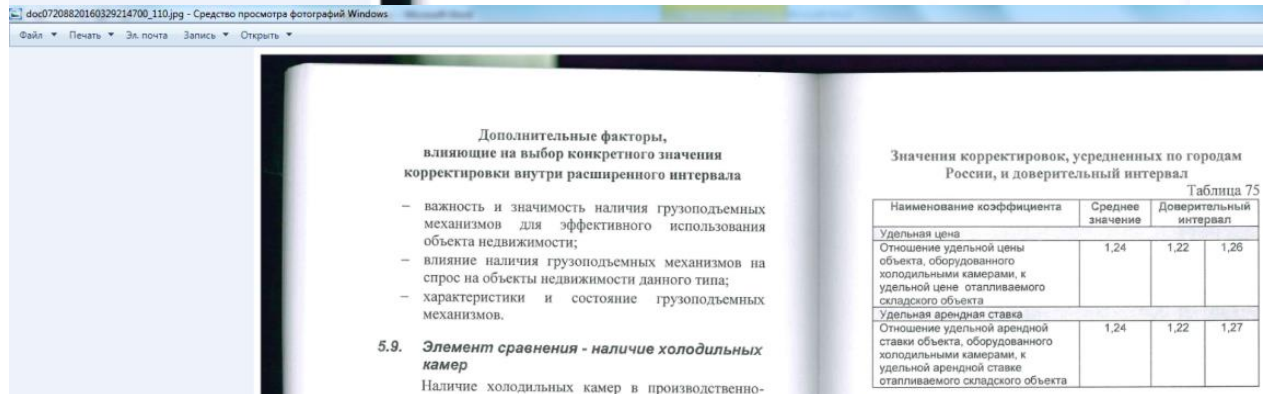 doc07208820160329214700_110.jpg - Средство просмотра фотографий Windows
Файл Печать Эл. почта Запись Открыть
Дополнительные факторы,
влияющие на выбор конкретного значения
корректировки внутри расширенного интервала
– важность и значимость наличия грузоподъемных
механизмов для эффективного использования
объекта недвижимости;
– влияние наличия грузоподъемных механизмов на
спрос на объекты недвижимости данного типа;
– характеристики и состояние грузоподъемных
механизмов.
5.9. Элемент сравнения - наличие холодильных
камер
Наличие холодильных камер в производственно-
Значения корректировок, усредненных по городам
России, и доверительный интервал
Таблица 75
Наименование коэффициента Среднее Доверительный
значение интервал
Удельная цена
Отношение удельной цены 1,24 1,22 1,26
объекта, оборудованного
холодильными камерами, к
удельной цене отапливаемого
складского объекта
Удельная арендная ставка
Отношение удельной арендной 1,24 1,22 1,27
ставки объекта, оборудованного
холодильными камерами, к
удельной арендной ставке
отапливаемого складского объекта